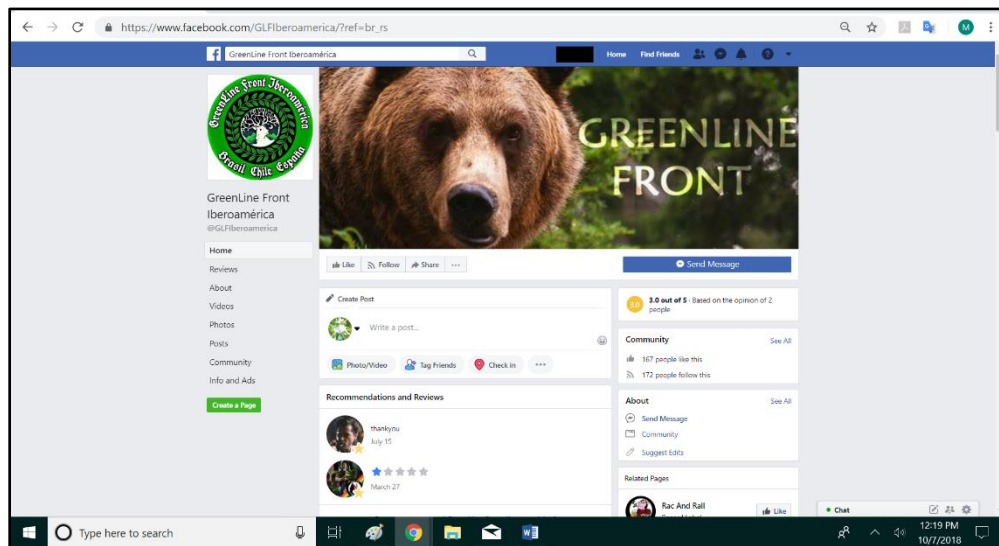 https://www.facebook.com/GLFIberoamerica/?ref=br_rs
M
GreenLine Front Iberoamérica
Home Find Friends
GreenLine Front Iberoamerica
Brasil Chile España
GREENLINE
FRONT
GreenLine Front
Iberoamérica
@GLFIberoamerica
Home
Reviews
About
Videos
Photos
Posts
Community
Info and Ads
Create a Page
Like Follow Share
Send Message
Create Post
Write a post...
Photo/Video Tag Friends Check in
Recommendations and Reviews
thankyou
July 15
March 27
3.0
3.0 out of 5 · Based on the opinion of 2
people
Community See All
167 people like this
172 people follow this
About See All
Send Message
Community
Suggest Edits
Related Pages
Rac And Rall
Like
Chat
Type here to search
12:19 PM
10/7/2018